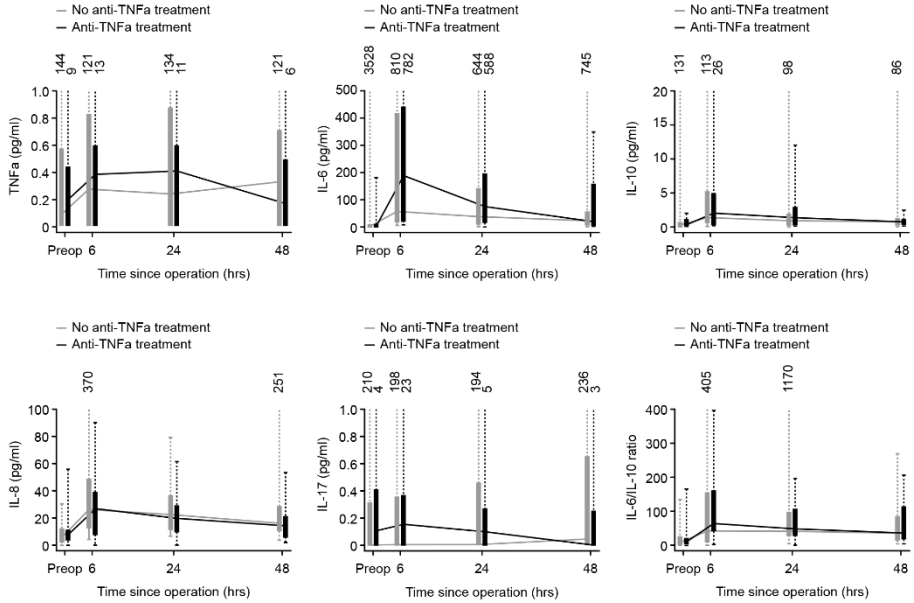 No anti-TNFa treatment
Anti-TNFa treatment
144 9 121 13 134 11 121 6
TNFa (pg/ml)
1.0
0.8
0.6
0.4
0.2
0
Preop 6 24 48
Time since operation (hrs)
No anti-TNFa treatment
Anti-TNFa treatment
3528 810 782 644 588 745
IL-6 (pg/ml)
500
400
300
200
100
0
Preop 6 24 48
Time since operation (hrs)
No anti-TNFa treatment
Anti-TNFa treatment
131 113 26 98 86
IL-10 (pg/ml)
20
15
10
5
0
Preop 6 24 48
Time since operation (hrs)
No anti-TNFa treatment
Anti-TNFa treatment
370 251
IL-8 (pg/ml)
100
80
60
40
20
0
Preop 6 24 48
Time since operation (hrs)
No anti-TNFa treatment
Anti-TNFa treatment
210 4 198 23 194 5 236 3
IL-17 (pg/ml)
1.0
0.8
0.6
0.4
0.2
0
Preop 6 24 48
Time since operation (hrs)
No anti-TNFa treatment
Anti-TNFa treatment
405 1170
IL-6/IL-10 ratio
400
300
200
100
0
Preop 6 24 48
Time since operation (hrs)